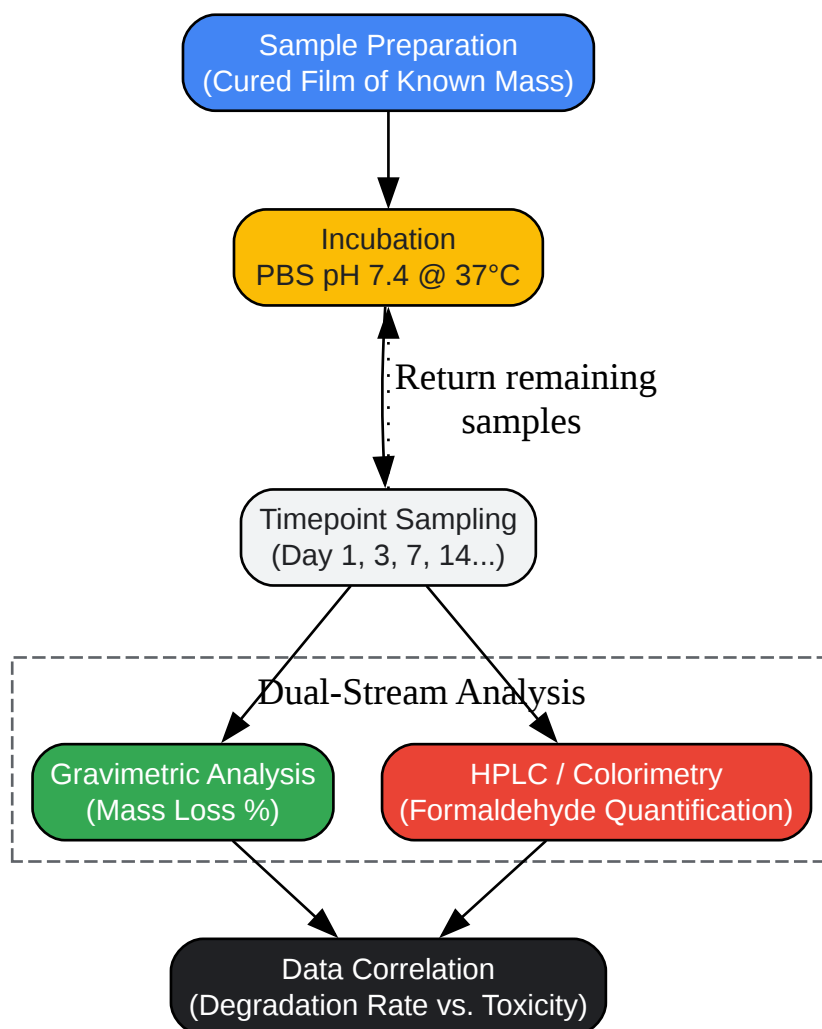 Sample Preparation
(Cured Film of Known Mass)
Incubation
PBS pH 7.4 @ 37°C
Return remaining
samples
Timepoint Sampling
(Day 1, 3, 7, 14...)
Dual-Stream Analysis
Gravimetric Analysis
(Mass Loss %)
HPLC / Colorimetry
(Formaldehyde Quantification)
Data Correlation
(Degradation Rate vs. Toxicity)